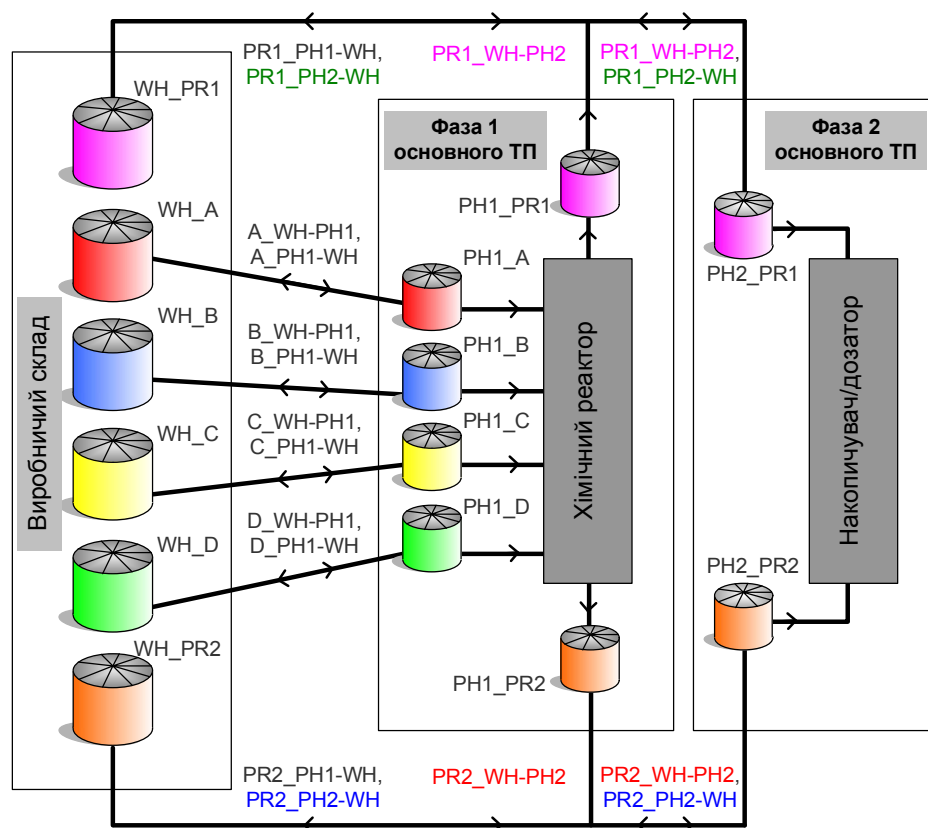 PR1_PH1-WH,
PR1_PH2-WH
PR1_WH-PH2
PR1_WH-PH2,
PR1_PH2-WH
WH_PR1
Фаза 1
основного ТП
Фаза 2
основного ТП
PH1_PR1
PH2_PR1
WH_A
A_WH-PH1,
A_PH1-WH
PH1_A
WH_B
B_WH-PH1,
B_PH1-WH
PH1_B
WH_C
C_WH-PH1,
C_PH1-WH
PH1_C
WH_D
D_WH-PH1,
D_PH1-WH
PH1_D
Виробничий склад
Хімічний реактор
Накопичувач/дозатор
PH2_PR2
WH_PR2
PH1_PR2
PR2_PH1-WH,
PR2_PH2-WH
PR2_WH-PH2
PR2_WH-PH2,
PR2_PH2-WH